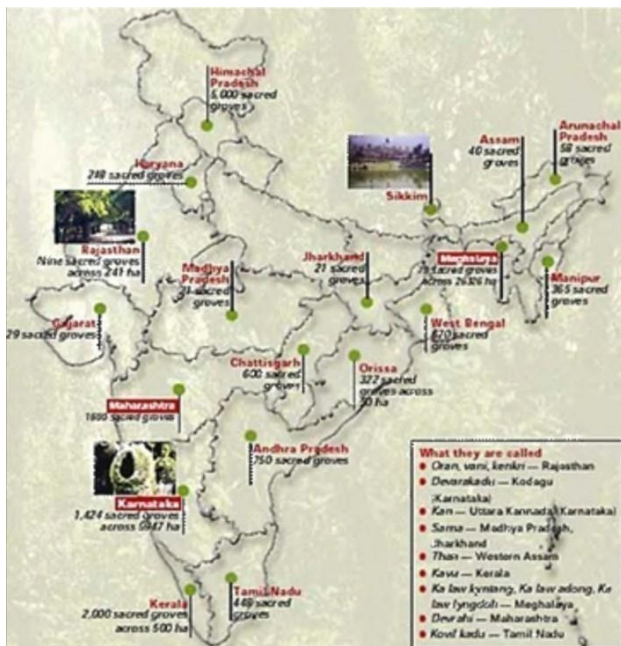 Himachal
Pradesh
5,000 sacred
groves
Arunachal
Pradesh
58 sacred
groves
Assam
40 sacred
groves
Haryana
248 sacred groves
Sikkim
Rajasthan
Nine sacred groves
across 241 ha
Madhya
Pradesh
21 sacred
groves
Jharkhand
21 sacred
groves
Meghalaya
sacred groves
across 26326 ha
Manipur
365 sacred
groves
Gujarat
29 sacred groves
West Bengal
670 sacred
groves
Chattisgarh
600 sacred
groves
Orissa
322 sacred
groves across
50 ha
Maharashtra
1600 sacred groves
Andhra Pradesh
750 sacred groves
Karnataka
1,424 sacred groves
across ha
Kerala
2,000 sacred groves
across 500 ha
Tamil Nadu
448 sacred
groves
What they are called
Oran, vani, kenkri — Rajasthan
Devarakadu — Kodagu
(Karnataka)
Kan — Uttara Kannada (Karnataka)
Sarna — Madhya Pradesh,
Jharkhand
Than — Western Assam
Kavu — Kerala
Ka law kyntang, Ka law adong, Ka
law lyngdoh — Meghalaya
Devrahi — Maharashtra
Kovil kadu — Tamil Nadu